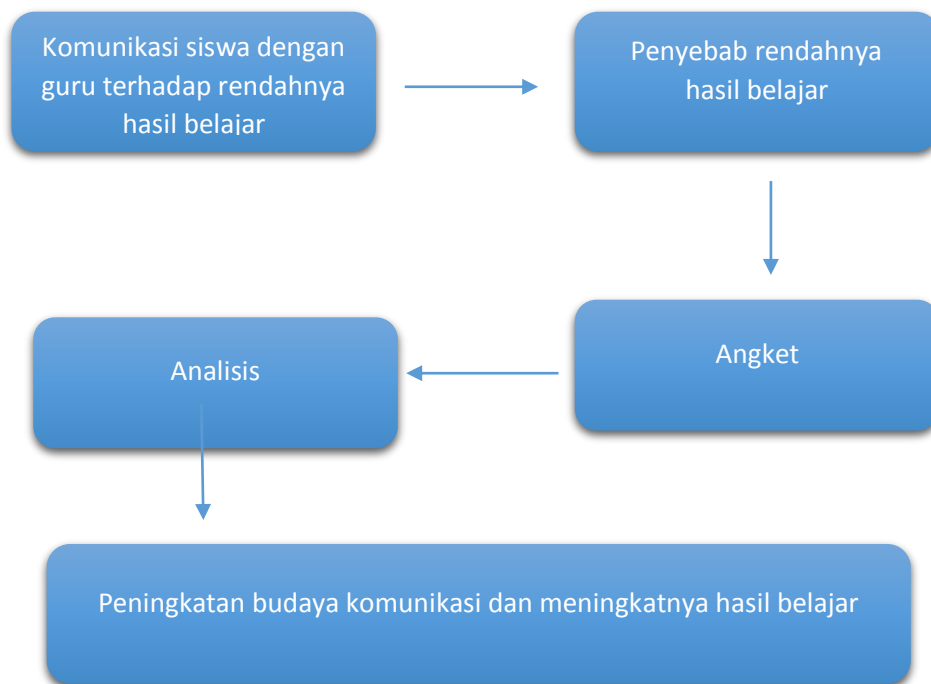 Komunikasi siswa dengan
guru terhadap rendahnya
hasil belajar
Penyebab rendahnya
hasil belajar
Angket
Analisis
Peningkatan budaya komunikasi dan meningkatnya hasil belajar